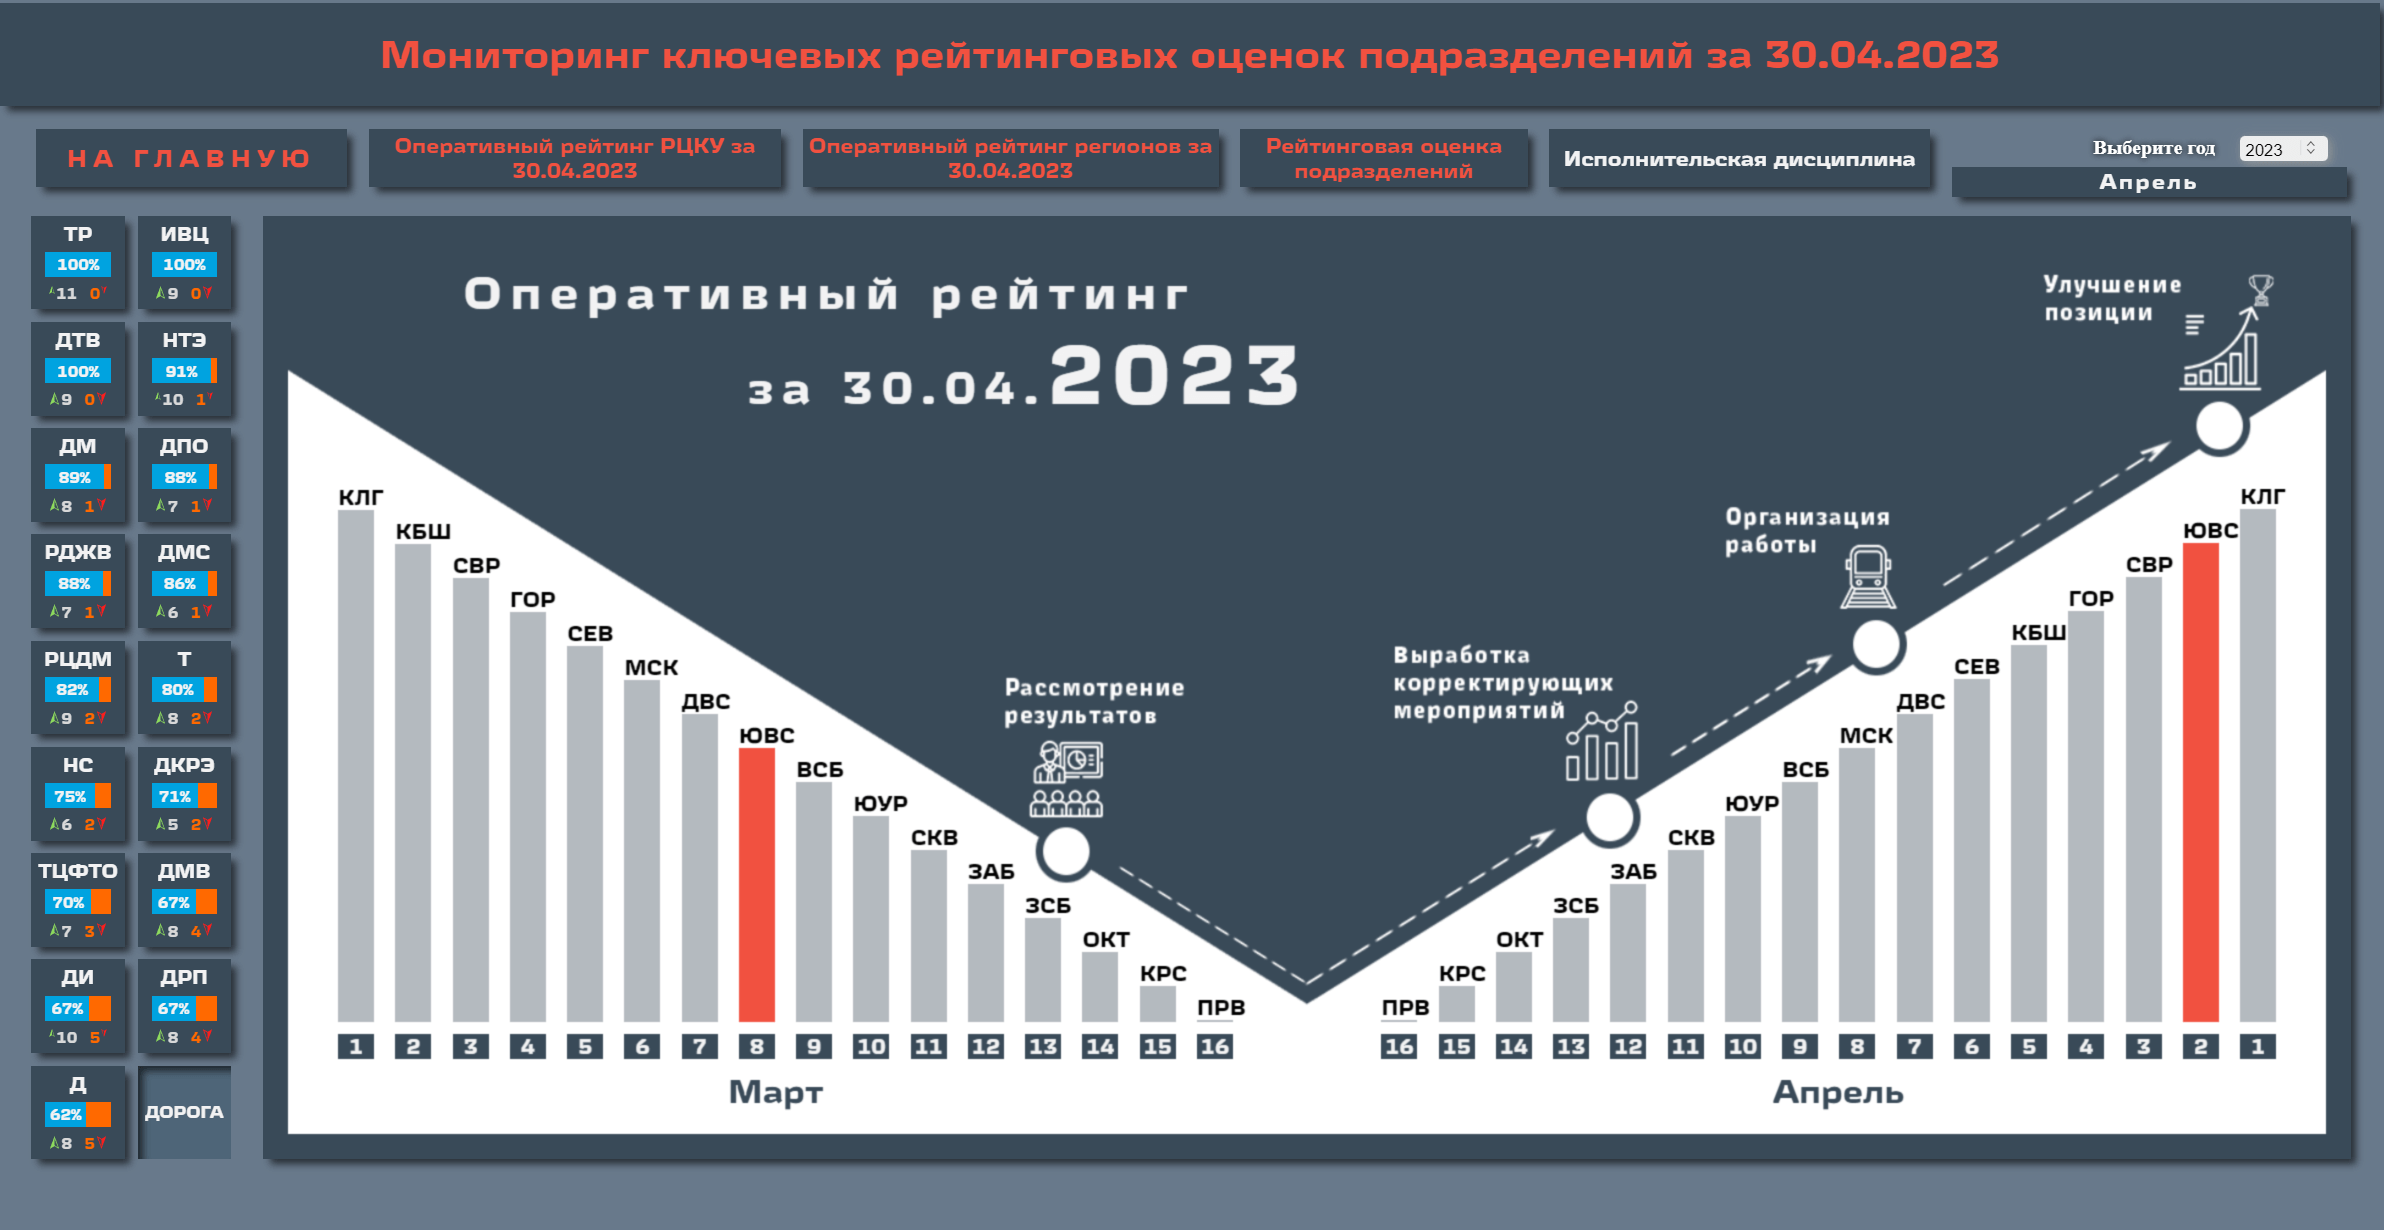 Мониторинг ключевых рейтинговых оценок подразделений за 30.04.2023
НА ГЛАВНУЮ
Оперативный рейтинг РЦКУ за
30.04.2023
Оперативный рейтинг регионов за
30.04.2023
Рейтинговая оценка
подразделений
Исполнительская дисциплина
Выберите год
2023
Апрель
ТР
100%
11 0
ИВЦ
100%
9 0
ДТВ
100%
9 0
НТЭ
91%
10 1
ДМ
89%
8 1
ДПО
88%
7 1
РДЖВ
88%
7 1
ДМС
86%
6 1
РЦДМ
82%
9 2
Т
80%
8 2
НС
75%
6 2
ДКРЭ
71%
5 2
ТЦФТО
70%
7 3
ДМВ
67%
8 4
ДИ
67%
10 5
ДРП
67%
8 4
Д
62%
8 5
ДОРОГА
Оперативный рейтинг
за 30.04.2023
Рассмотрение
результатов
Выработка
корректирующих
мероприятий
Организация
работы
Улучшение
позиции
КЛГ
КБШ
СВР
ГОР
СЕВ
МСК
ДВС
ЮВС
ВСБ
ЮУР
СКВ
ЗАБ
ЗСБ
ОКТ
КРС
ПРВ
1 2 3 4 5 6 7 8 9 10 11 12 13 14 15 16
Март
ПРВ
КРС
ОКТ
ЗСБ
ЗАБ
СКВ
ЮУР
ВСБ
МСК
ДВС
СЕВ
КБШ
ГОР
СВР
ЮВС
КЛГ
16 15 14 13 12 11 10 9 8 7 6 5 4 3 2 1
Апрель